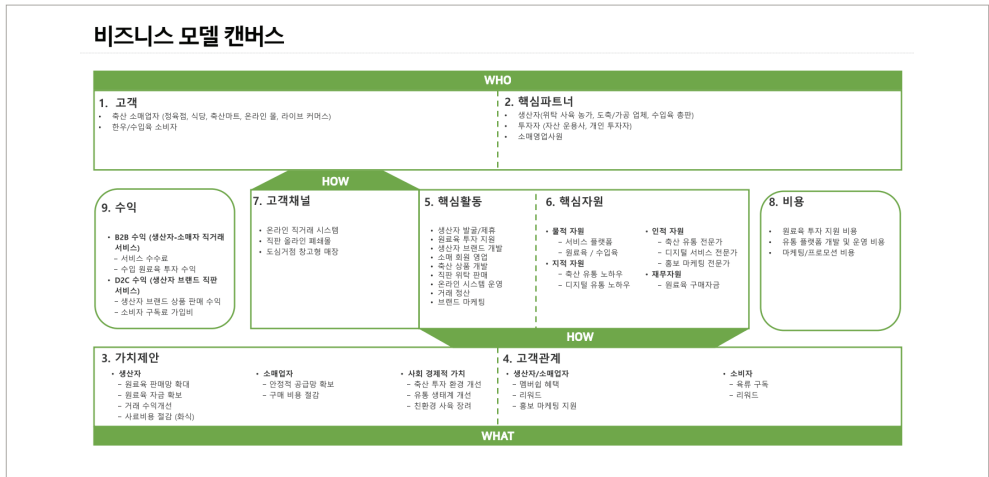 비즈니스 모델 캔버스
WHO
1. 고객
• 축산 소매업자 (정육점, 식당, 축산마트, 온라인 몰, 라이브 커머스)
• 한우/수입육 소비자
2. 핵심파트너
• 생산자(위탁 사육 농가, 도축/가공 업체, 수입육 총판)
• 투자자 (자산 운용사, 개인 투자자)
• 소매영업사원
HOW
9. 수익
• B2B 수익 (생산자-소매자 직거래
서비스)
– 서비스 수수료
– 수입 원료육 투자 수익
• D2C 수익 (생산자 브랜드 직판
서비스)
– 생산자 브랜드 상품 판매 수익
– 소비자 구독료 가입비
7. 고객채널
• 온라인 직거래 시스템
• 직판 올라인 폐쇄몰
• 도심거점 창고형 매장
5. 핵심활동
• 생산자 발굴/제휴
• 원료육 투자 지원
• 생산자 브랜드 개발
• 소매 회원 영업
• 축산 상품 개발
• 직판 위탁 판매
• 온라인 시스템 운영
• 거래 정산
• 브랜드 마케팅
6. 핵심자원
• 물적 자원
– 서비스 플랫폼
– 원료육 / 수입육
• 지적 자원
– 축산 유통 노하우
– 디지털 유통 노하우
• 인적 자원
– 축산 유통 전문가
– 디지털 서비스 전문가
– 홍보 마케팅 전문가
• 재무자원
– 원료육 구매자금
8. 비용
• 원료육 투자 지원 비용
• 유통 플랫폼 개발 및 운영 비용
• 마케팅/프로모션 비용
HOW
3. 가치제안
• 생산자
– 원료육 판매망 확대
– 원료육 자금 확보
– 거래 수익개선
– 사료비용 절감 (화식)
• 소매업자
– 안정적 공급망 확보
– 구매 비용 절감
• 사회 경제적 가치
– 축산 투자 환경 개선
– 유통 생태계 개선
– 친환경 사육 장려
4. 고객관계
• 생산자/소매업자
– 멤버쉽 혜택
– 리워드
– 홍보 마케팅 지원
• 소비자
– 육류 구독
– 리워드
WHAT